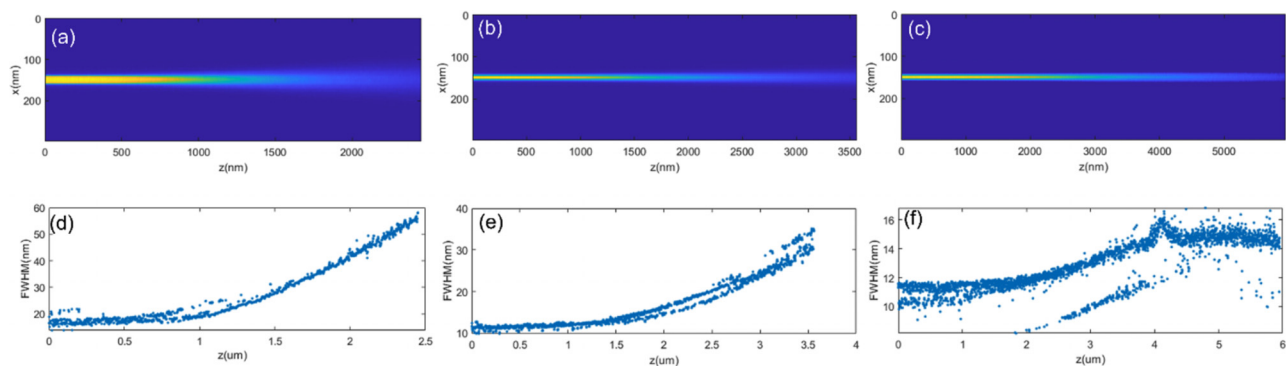 (a)
0
100
200
x(nm)
0 500 1000 1500 2000
z(nm)
(b)
0
100
200
x(nm)
0 500 1000 1500 2000 2500 3000 3500
z(nm)
(c)
0
100
200
x(nm)
0 1000 2000 3000 4000 5000
z(nm)
(d)
60
50
40
30
20
FWHM(nm)
0 0.5 1 1.5 2 2.5
z(um)
(e)
40
30
20
10
FWHM(nm)
0 0.5 1 1.5 2 2.5 3 3.5 4
z(um)
(f)
16
14
12
10
FWHM(nm)
0 1 2 3 4 5 6
z(um)